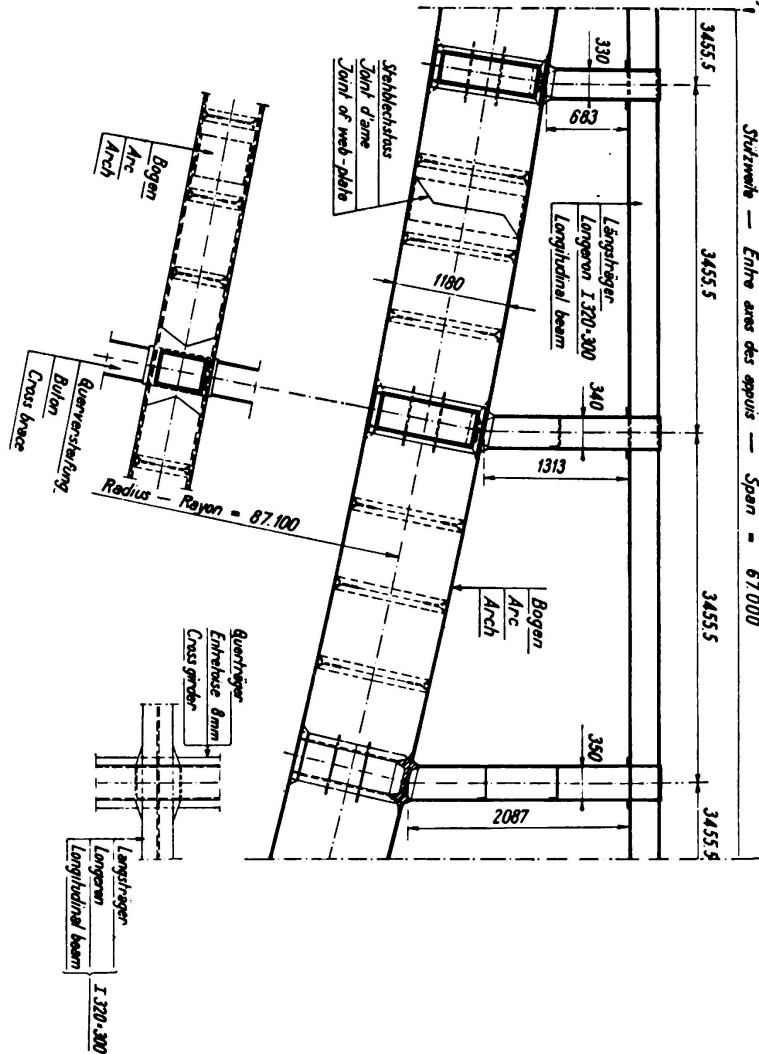 Stützweite — Entre axes des appuis — Span = 67.000
3455.5
3455.5
3455.5
3455.5
330
683
340
1313
350
2087
Längsträger
Longeron I 320·300
Longitudinal beam
1180
Stehblechstoss
Joint d'ame
Joint of web-plate
Bogen
Arc
Arch
Bogen
Arc
Arch
Querversteifung
Buton
Cross brace
Radius — Rayon = 87.100
Querträger
Entretoise 8mm
Cross girder
Längsträger
Longeron
Longitudinal beam
I 320·300